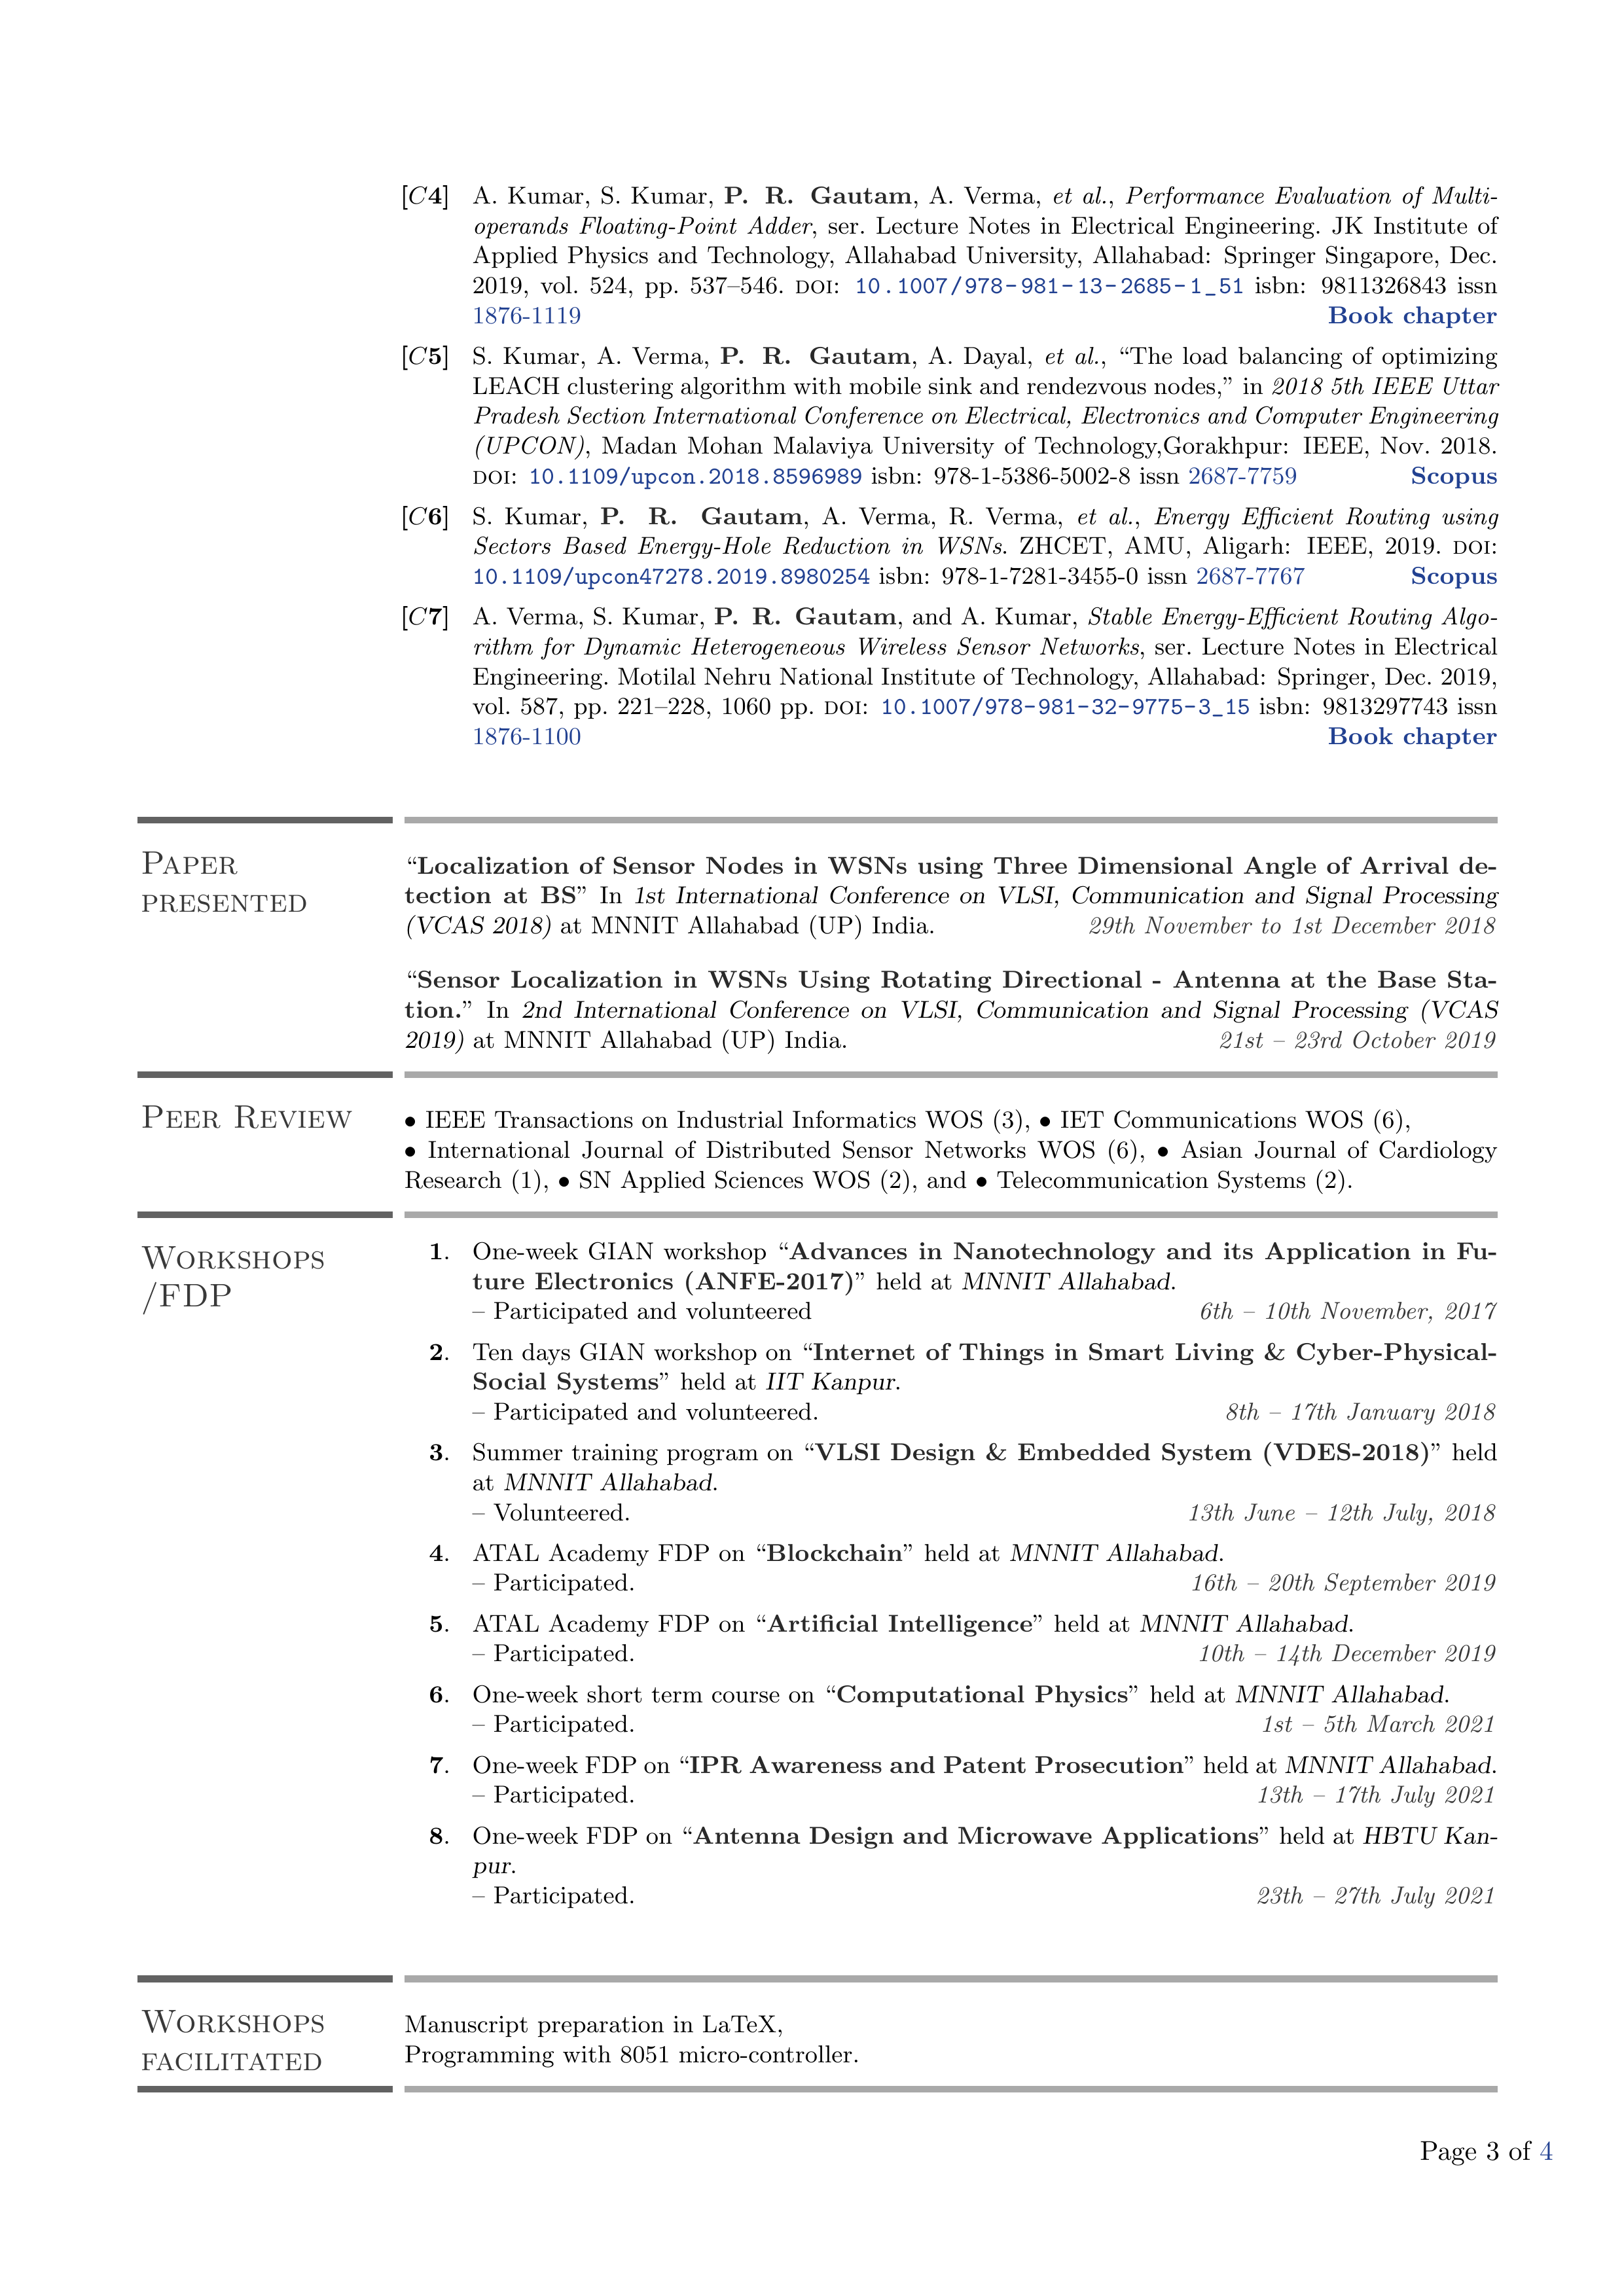 [C4] A. Kumar, S. Kumar, P. R. Gautam, A. Verma, et al., Performance Evaluation of Multi-
operands Floating-Point Adder, ser. Lecture Notes in Electrical Engineering. JK Institute of
Applied Physics and Technology, Allahabad University, Allahabad: Springer Singapore, Dec.
2019, vol. 524, pp. 537–546. DOI: 10.1007/978-981-13-2685-1_51 isbn: 9811326843 issn
1876-1119 Book chapter
[C5] S. Kumar, A. Verma, P. R. Gautam, A. Dayal, et al., “The load balancing of optimizing
LEACH clustering algorithm with mobile sink and rendezvous nodes,” in 2018 5th IEEE Uttar
Pradesh Section International Conference on Electrical, Electronics and Computer Engineering
(UPCON), Madan Mohan Malaviya University of Technology,Gorakhpur: IEEE, Nov. 2018.
DOI: 10.1109/upcon.2018.8596989 isbn: 978-1-5386-5002-8 issn 2687-7759 Scopus
[C6] S. Kumar, P. R. Gautam, A. Verma, R. Verma, et al., Energy Efficient Routing using
Sectors Based Energy-Hole Reduction in WSNs. ZHCET, AMU, Aligarh: IEEE, 2019. DOI:
10.1109/upcon47278.2019.8980254 isbn: 978-1-7281-3455-0 issn 2687-7767 Scopus
[C7] A. Verma, S. Kumar, P. R. Gautam, and A. Kumar, Stable Energy-Efficient Routing Algo-
rithm for Dynamic Heterogeneous Wireless Sensor Networks, ser. Lecture Notes in Electrical
Engineering. Motilal Nehru National Institute of Technology, Allahabad: Springer, Dec. 2019,
vol. 587, pp. 221–228, 1060 pp. DOI: 10.1007/978-981-32-9775-3_15 isbn: 9813297743 issn
1876-1100 Book chapter
Paper
presented
“Localization of Sensor Nodes in WSNs using Three Dimensional Angle of Arrival de-
tection at BS” In 1st International Conference on VLSI, Communication and Signal Processing
(VCAS 2018) at MNNIT Allahabad (UP) India. 29th November to 1st December 2018
“Sensor Localization in WSNs Using Rotating Directional - Antenna at the Base Sta-
tion.” In 2nd International Conference on VLSI, Communication and Signal Processing (VCAS
2019) at MNNIT Allahabad (UP) India. 21st – 23rd October 2019
Peer Review
• IEEE Transactions on Industrial Informatics WOS (3), • IET Communications WOS (6),
• International Journal of Distributed Sensor Networks WOS (6), • Asian Journal of Cardiology
Research (1), • SN Applied Sciences WOS (2), and • Telecommunication Systems (2).
Workshops
/FDP
1. One-week GIAN workshop “Advances in Nanotechnology and its Application in Fu-
ture Electronics (ANFE-2017)” held at MNNIT Allahabad.
– Participated and volunteered 6th – 10th November, 2017
2. Ten days GIAN workshop on “Internet of Things in Smart Living & Cyber-Physical-
Social Systems” held at IIT Kanpur.
– Participated and volunteered. 8th – 17th January 2018
3. Summer training program on “VLSI Design & Embedded System (VDES-2018)” held
at MNNIT Allahabad.
– Volunteered. 13th June – 12th July, 2018
4. ATAL Academy FDP on “Blockchain” held at MNNIT Allahabad.
– Participated. 16th – 20th September 2019
5. ATAL Academy FDP on “Artificial Intelligence” held at MNNIT Allahabad.
– Participated. 10th – 14th December 2019
6. One-week short term course on “Computational Physics” held at MNNIT Allahabad.
– Participated. 1st – 5th March 2021
7. One-week FDP on “IPR Awareness and Patent Prosecution” held at MNNIT Allahabad.
– Participated. 13th – 17th July 2021
8. One-week FDP on “Antenna Design and Microwave Applications” held at HBTU Kan-
pur.
– Participated. 23th – 27th July 2021
Workshops
facilitated
Manuscript preparation in LaTeX,
Programming with 8051 micro-controller.
Page 3 of 4